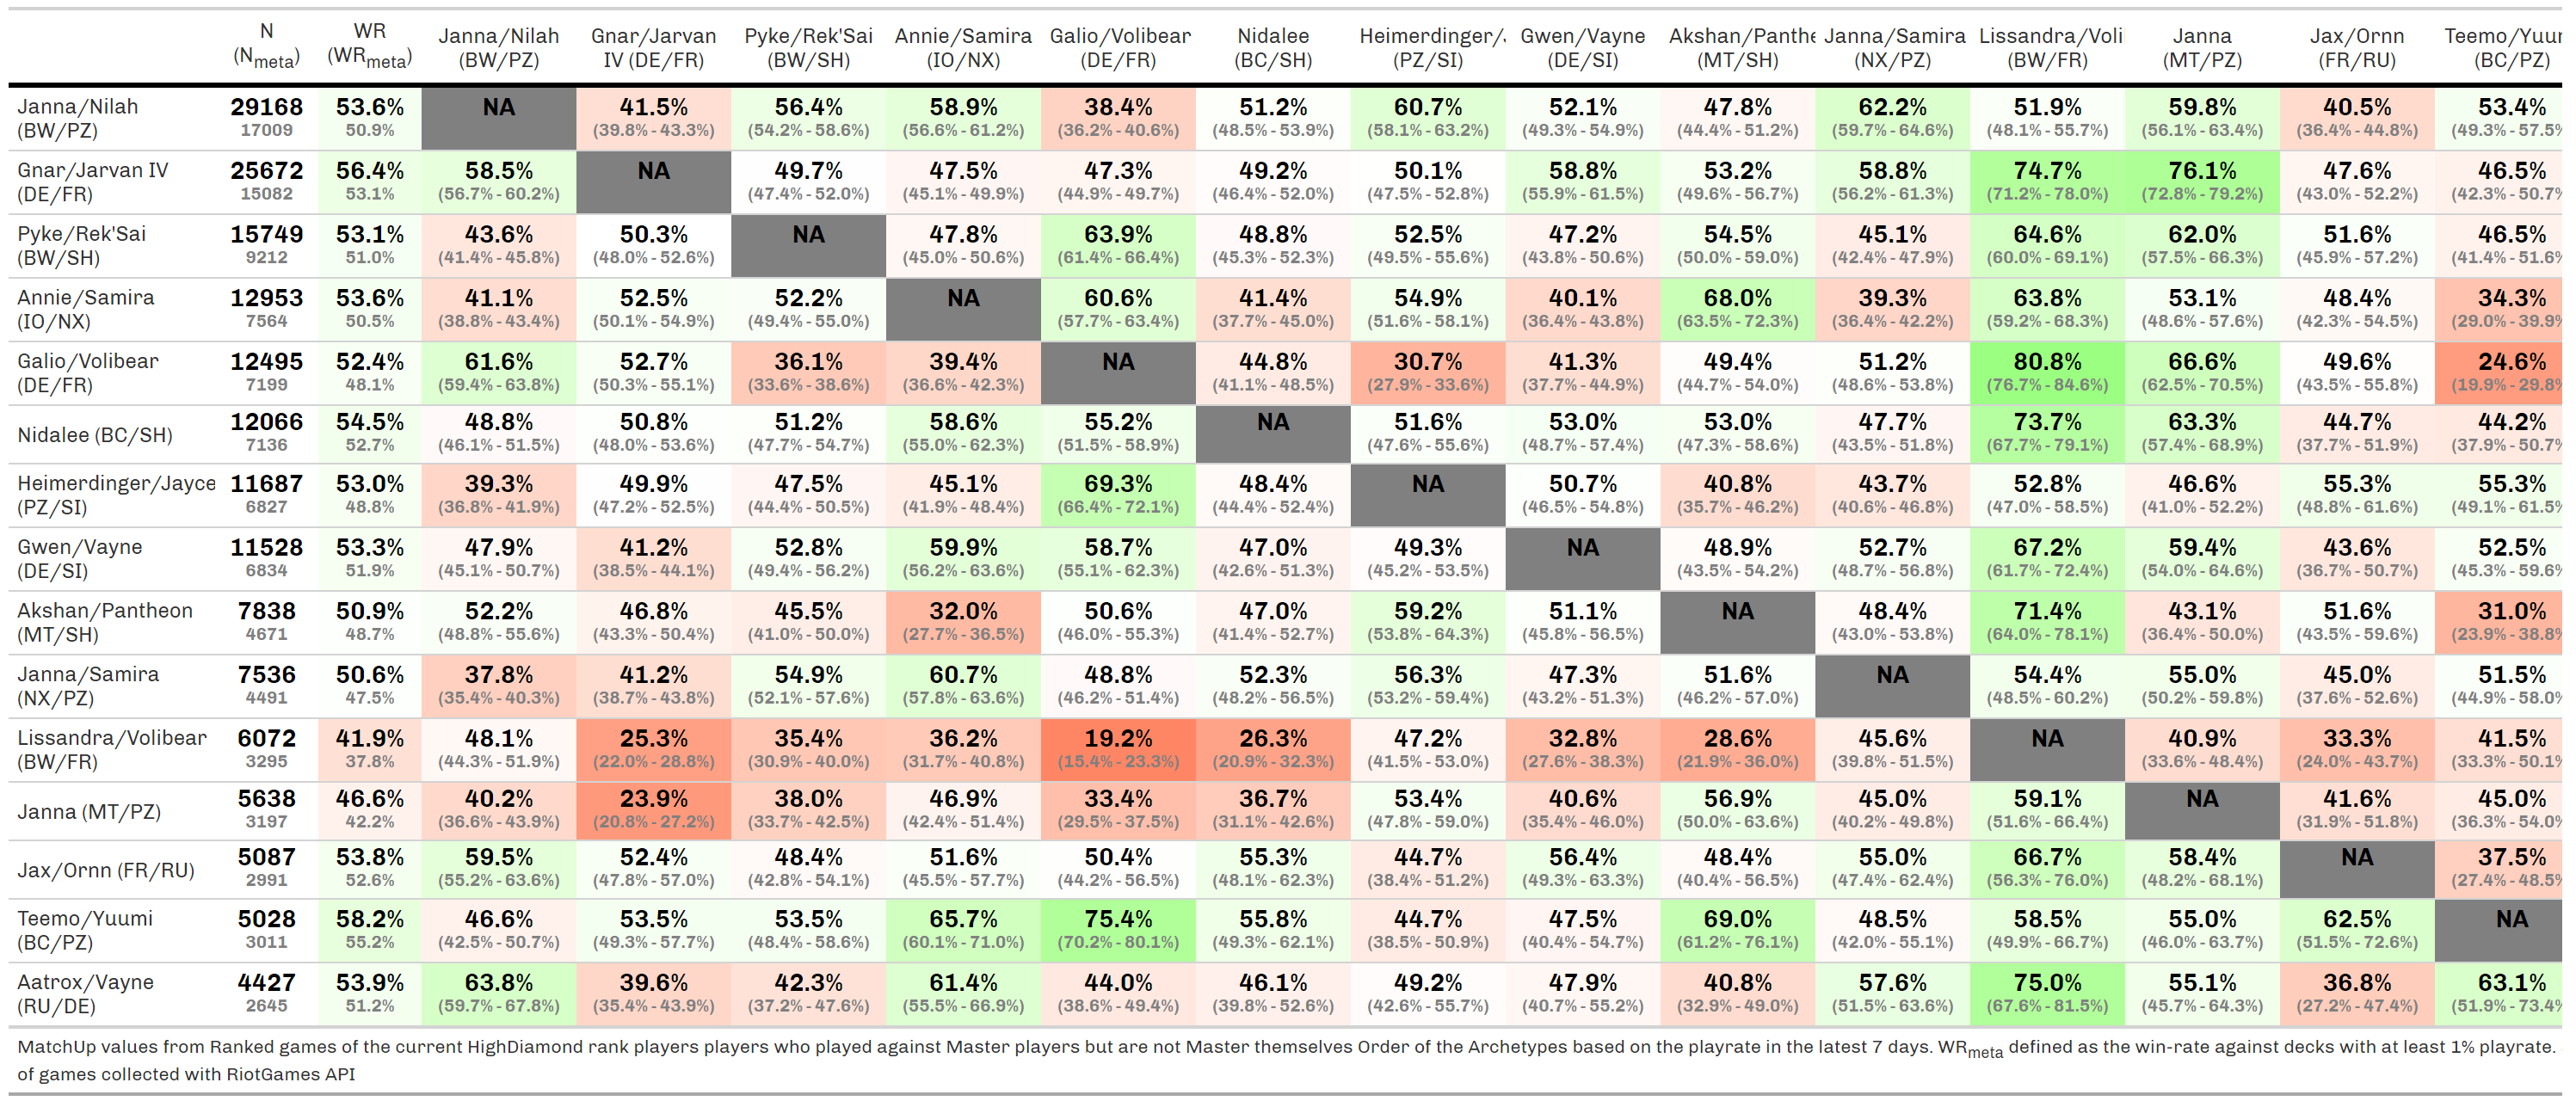 N WR Janna/Nilah Gnar/Jarvan Pyke/Rek'Sai Annie/Samira Galio/Volibear Nidalee Heimerdinger/J Gwen/Vayne Akshan/Panthe Janna/Samira Lissandra/Voli Janna Jax/Ornn Teemo/Yuur
(Nmeta) (WRmeta) (BW/PZ) IV (DE/FR) (BW/SH) (IO/NX) (DE/FR) (BC/SH) (PZ/SI) (DE/SI) (MT/SH) (NX/PZ) (BW/FR) (MT/PZ) (FR/RU) (BC/PZ)
Janna/Nilah 29168 53.6% NA 41.5% 56.4% 58.9% 38.4% 51.2% 60.7% 52.1% 47.8% 62.2% 51.9% 59.8% 40.5% 53.4%
(BW/PZ) 17009 50.9% (39.8% - 43.3%) (54.2% - 58.6%) (56.6% - 61.2%) (36.2% - 40.6%) (48.5% - 53.9%) (58.1% - 63.2%) (49.3% - 54.9%) (44.4% - 51.2%) (59.7% - 64.6%) (48.1% - 55.7%) (56.1% - 63.4%) (36.4% - 44.8%) (49.3% - 57.5%
Gnar/Jarvan IV 25672 56.4% 58.5% NA 49.7% 47.5% 47.3% 49.2% 50.1% 58.8% 53.2% 58.8% 74.7% 76.1% 47.6% 46.5%
(DE/FR) 15082 53.1% (56.7% - 60.2%) (47.4% - 52.0%) (45.1% - 49.9%) (44.9% - 49.7%) (46.4% - 52.0%) (47.5% - 52.8%) (55.9% - 61.5%) (49.6% - 56.7%) (56.2% - 61.3%) (71.2% - 78.0%) (72.8% - 79.2%) (43.0% - 52.2%) (42.3% - 50.7%
Pyke/Rek'Sai 15749 53.1% 43.6% 50.3% NA 47.8% 63.9% 48.8% 52.5% 47.2% 54.5% 45.1% 64.6% 62.0% 51.6% 46.5%
(BW/SH) 9212 51.0% (41.4% - 45.8%) (48.0% - 52.6%) (45.0% - 50.6%) (61.4% - 66.4%) (45.3% - 52.3%) (49.5% - 55.6%) (43.8% - 50.6%) (50.0% - 59.0%) (42.4% - 47.9%) (60.0% - 69.1%) (57.5% - 66.3%) (45.9% - 57.2%) (41.4% - 51.6%
Annie/Samira 12953 53.6% 41.1% 52.5% 52.2% NA 60.6% 41.4% 54.9% 40.1% 68.0% 39.3% 63.8% 53.1% 48.4% 34.3%
(IO/NX) 7564 50.5% (38.8% - 43.4%) (50.1% - 54.9%) (49.4% - 55.0%) (57.7% - 63.4%) (37.7% - 45.0%) (51.6% - 58.1%) (36.4% - 43.8%) (63.5% - 72.3%) (36.4% - 42.2%) (59.2% - 68.3%) (48.6% - 57.6%) (42.3% - 54.5%) (29.0% - 39.9%
Galio/Volibear 12495 52.4% 61.6% 52.7% 36.1% 39.4% NA 44.8% 30.7% 41.3% 49.4% 51.2% 80.8% 66.6% 49.6% 24.6%
(DE/FR) 7199 48.1% (59.4% - 63.8%) (50.3% - 55.1%) (33.6% - 38.6%) (36.6% - 42.3%) (41.1% - 48.5%) (27.9% - 33.6%) (37.7% - 44.9%) (44.7% - 54.0%) (48.6% - 53.8%) (76.7% - 84.6%) (62.5% - 70.5%) (43.5% - 55.8%) (19.9% - 29.8%
Nidalee (BC/SH) 12066 54.5% 48.8% 50.8% 51.2% 58.6% 55.2% NA 51.6% 53.0% 53.0% 47.7% 73.7% 63.3% 44.7% 44.2%
7136 52.7% (46.1% - 51.5%) (48.0% - 53.6%) (47.7% - 54.7%) (55.0% - 62.3%) (51.5% - 58.9%) (47.6% - 55.6%) (48.7% - 57.4%) (47.3% - 58.6%) (43.5% - 51.8%) (67.7% - 79.1%) (57.4% - 68.9%) (37.7% - 51.9%) (37.9% - 50.7%
Heimerdinger/Jayce 11687 53.0% 39.3% 49.9% 47.5% 45.1% 69.3% 48.4% NA 50.7% 40.8% 43.7% 52.8% 46.6% 55.3% 55.3%
(PZ/SI) 6827 48.8% (36.8% - 41.9%) (47.2% - 52.5%) (44.4% - 50.5%) (41.9% - 48.4%) (66.4% - 72.1%) (44.4% - 52.4%) (46.5% - 54.8%) (35.7% - 46.2%) (40.6% - 46.8%) (47.0% - 58.5%) (41.0% - 52.2%) (48.8% - 61.6%) (49.1% - 61.5%
Gwen/Vayne 11528 53.3% 47.9% 41.2% 52.8% 59.9% 58.7% 47.0% 49.3% NA 48.9% 52.7% 67.2% 59.4% 43.6% 52.5%
(DE/SI) 6834 51.9% (45.1% - 50.7%) (38.5% - 44.1%) (49.4% - 56.2%) (56.2% - 63.6%) (55.1% - 62.3%) (42.6% - 51.3%) (45.2% - 53.5%) (43.5% - 54.2%) (48.7% - 56.8%) (61.7% - 72.4%) (54.0% - 64.6%) (36.7% - 50.7%) (45.3% - 59.6%
Akshan/Pantheon 7838 50.9% 52.2% 46.8% 45.5% 32.0% 50.6% 47.0% 59.2% 51.1% NA 48.4% 71.4% 43.1% 51.6% 31.0%
(MT/SH) 4671 48.7% (48.8% - 55.6%) (43.3% - 50.4%) (41.0% - 50.0%) (27.7% - 36.5%) (46.0% - 55.3%) (41.4% - 52.7%) (53.8% - 64.3%) (45.8% - 56.5%) (43.0% - 53.8%) (64.0% - 78.1%) (36.4% - 50.0%) (43.5% - 59.6%) (23.9% - 38.8%
Janna/Samira 7536 50.6% 37.8% 41.2% 54.9% 60.7% 48.8% 52.3% 56.3% 47.3% 51.6% NA 54.4% 55.0% 45.0% 51.5%
(NX/PZ) 4491 47.5% (35.4% - 40.3%) (38.7% - 43.8%) (52.1% - 57.6%) (57.8% - 63.6%) (46.2% - 51.4%) (48.2% - 56.5%) (53.2% - 59.4%) (43.2% - 51.3%) (46.2% - 57.0%) (48.5% - 60.2%) (50.2% - 59.8%) (37.6% - 52.6%) (44.9% - 58.0%
Lissandra/Volibear 6072 41.9% 48.1% 25.3% 35.4% 36.2% 19.2% 26.3% 47.2% 32.8% 28.6% 45.6% NA 40.9% 33.3% 41.5%
(BW/FR) 3295 37.8% (44.3% - 51.9%) (22.0% - 28.8%) (30.9% - 40.0%) (31.7% - 40.8%) (15.4% - 23.3%) (20.9% - 32.3%) (41.5% - 53.0%) (27.6% - 38.3%) (21.9% - 36.0%) (39.8% - 51.5%) (33.6% - 48.4%) (24.0% - 43.7%) (33.3% - 50.1%
Janna (MT/PZ) 5638 46.6% 40.2% 23.9% 38.0% 46.9% 33.4% 36.7% 53.4% 40.6% 56.9% 45.0% 59.1% NA 41.6% 45.0%
3197 42.2% (36.6% - 43.9%) (20.8% - 27.2%) (33.7% - 42.5%) (42.4% - 51.4%) (29.5% - 37.5%) (31.1% - 42.6%) (47.8% - 59.0%) (35.4% - 46.0%) (50.0% - 63.6%) (40.2% - 49.8%) (51.6% - 66.4%) (31.9% - 51.8%) (36.3% - 54.0%
Jax/Ornn (FR/RU) 5087 53.8% 59.5% 52.4% 48.4% 51.6% 50.4% 55.3% 44.7% 56.4% 48.4% 55.0% 66.7% 58.4% NA 37.5%
2991 52.6% (55.2% - 63.6%) (47.8% - 57.0%) (42.8% - 54.1%) (45.5% - 57.7%) (44.2% - 56.5%) (48.1% - 62.3%) (38.4% - 51.2%) (49.3% - 63.3%) (40.4% - 56.5%) (47.4% - 62.4%) (56.3% - 76.0%) (48.2% - 68.1%) (27.4% - 48.5%
Teemo/Yuumi 5028 58.2% 46.6% 53.5% 53.5% 65.7% 75.4% 55.8% 44.7% 47.5% 69.0% 48.5% 58.5% 55.0% 62.5% NA
(BC/PZ) 3011 55.2% (42.5% - 50.7%) (49.3% - 57.7%) (48.4% - 58.6%) (60.1% - 71.0%) (70.2% - 80.1%) (49.3% - 62.1%) (38.5% - 50.9%) (40.4% - 54.7%) (61.2% - 76.1%) (42.0% - 55.1%) (49.9% - 66.7%) (46.0% - 63.7%) (51.5% - 72.6%)
Aatrox/Vayne 4427 53.9% 63.8% 39.6% 42.3% 61.4% 44.0% 46.1% 49.2% 47.9% 40.8% 57.6% 75.0% 55.1% 36.8% 63.1%
(RU/DE) 2645 51.2% (59.7% - 67.8%) (35.4% - 43.9%) (37.2% - 47.6%) (55.5% - 66.9%) (38.6% - 49.4%) (39.8% - 52.6%) (42.6% - 55.7%) (40.7% - 55.2%) (32.9% - 49.0%) (51.5% - 63.6%) (67.6% - 81.5%) (45.7% - 64.3%) (27.2% - 47.4%) (51.9% - 73.4%
MatchUp values from Ranked games of the current HighDiamond rank players players who played against Master players but are not Master themselves Order of the Archetypes based on the playrate in the latest 7 days. WRmeta defined as the win-rate against decks with at least 1% playrate.
of games collected with RiotGames API